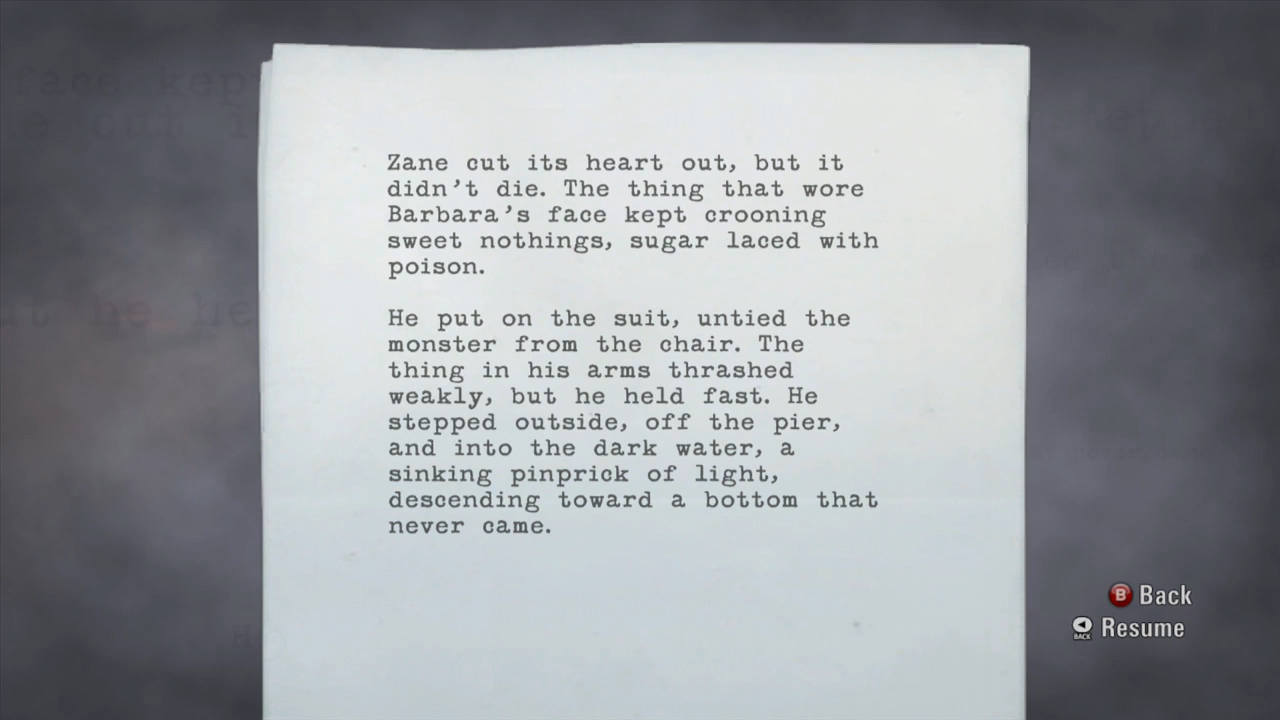 Zane cut its heart out, but it
didn't die. The thing that wore
Barbara's face kept crooning
sweet nothings, sugar laced with
poison.
He put on the suit, untied the
monster from the chair. The
thing in his arms thrashed
weakly, but he held fast. He
stepped outside, off the pier,
and into the dark water, a
sinking pinprick of light,
descending toward a bottom that
never came.
B Back
BACK Resume